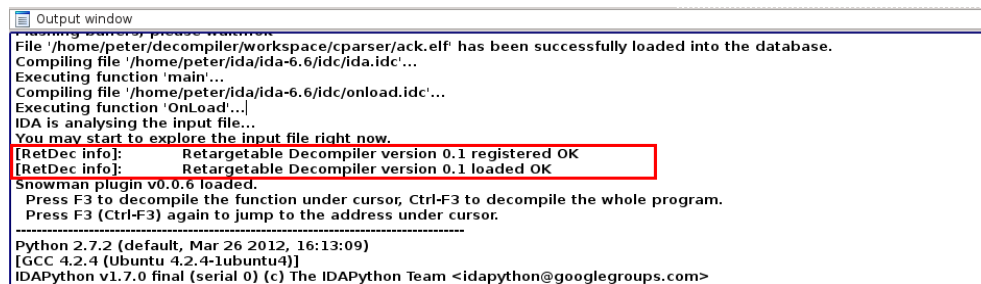 Output window
Flushing buffers, please wait...ok
File '/home/peter/decompiler/workspace/cparser/ack.elf' has been successfully loaded into the database.
Compiling file '/home/peter/ida/ida-6.6/idc/ida.idc'...
Executing function 'main'...
Compiling file '/home/peter/ida/ida-6.6/idc/onload.idc'...
Executing function 'OnLoad'...
IDA is analysing the input file...
You may start to explore the input file right now.
[RetDec info]: Retargetable Decompiler version 0.1 registered OK
[RetDec info]: Retargetable Decompiler version 0.1 loaded OK
Snowman plugin v0.0.6 loaded.
Press F3 to decompile the function under cursor, Ctrl-F3 to decompile the whole program.
Press F3 (Ctrl-F3) again to jump to the address under cursor.
---------------------------------------------------------------------------------
Python 2.7.2 (default, Mar 26 2012, 16:13:09)
[GCC 4.2.4 (Ubuntu 4.2.4-1ubuntu4)]
IDAPython v1.7.0 final (serial 0) (c) The IDAPython Team <idapython@googlegroups.com>